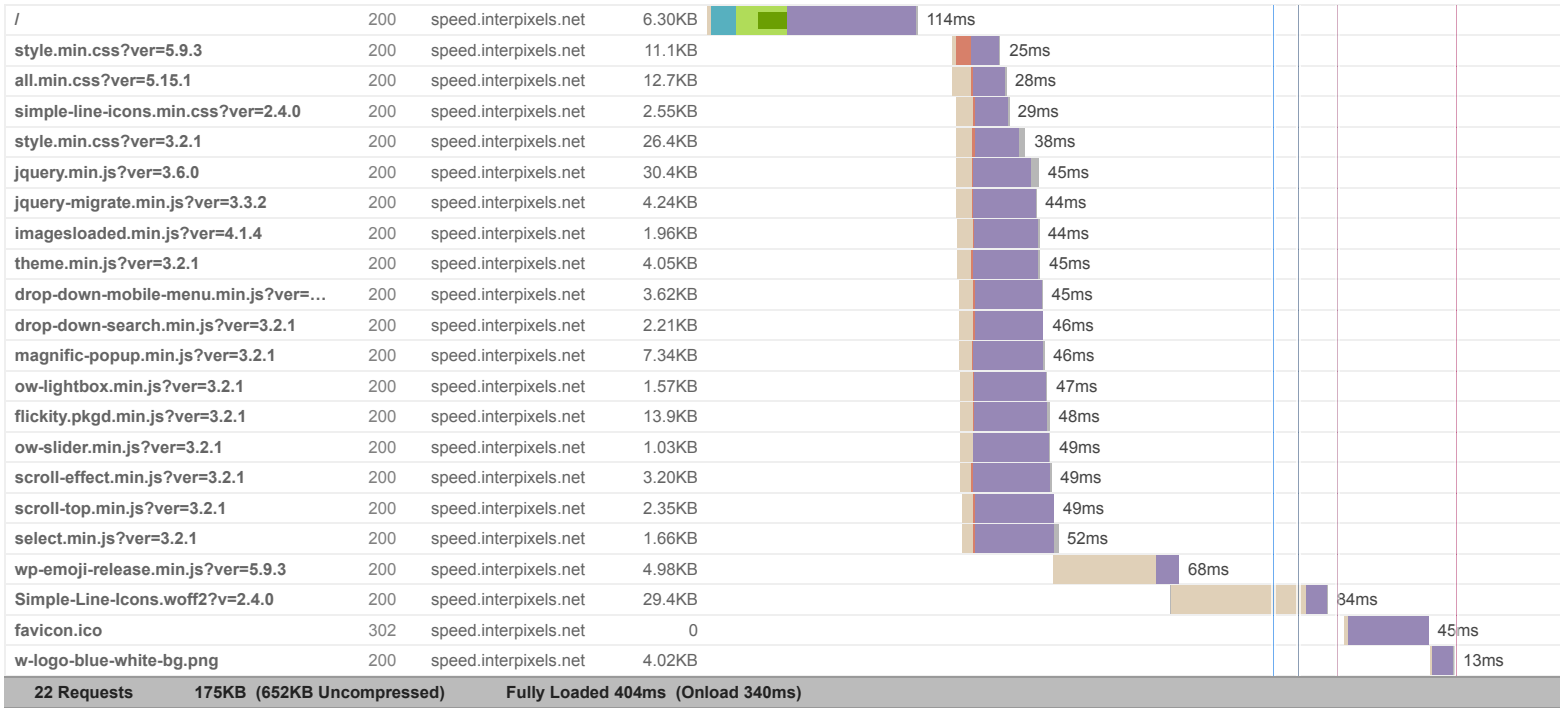 / 200 speed.interpixels.net 6.30KB 114ms
style.min.css?ver=5.9.3 200 speed.interpixels.net 11.1KB 25ms
all.min.css?ver=5.15.1 200 speed.interpixels.net 12.7KB 28ms
simple-line-icons.min.css?ver=2.4.0 200 speed.interpixels.net 2.55KB 29ms
style.min.css?ver=3.2.1 200 speed.interpixels.net 26.4KB 38ms
jquery.min.js?ver=3.6.0 200 speed.interpixels.net 30.4KB 45ms
jquery-migrate.min.js?ver=3.3.2 200 speed.interpixels.net 4.24KB 44ms
imagesloaded.min.js?ver=4.1.4 200 speed.interpixels.net 1.96KB 44ms
theme.min.js?ver=3.2.1 200 speed.interpixels.net 4.05KB 45ms
drop-down-mobile-menu.min.js?ver=… 200 speed.interpixels.net 3.62KB 45ms
drop-down-search.min.js?ver=3.2.1 200 speed.interpixels.net 2.21KB 46ms
magnific-popup.min.js?ver=3.2.1 200 speed.interpixels.net 7.34KB 46ms
ow-lightbox.min.js?ver=3.2.1 200 speed.interpixels.net 1.57KB 47ms
flickity.pkgd.min.js?ver=3.2.1 200 speed.interpixels.net 13.9KB 48ms
ow-slider.min.js?ver=3.2.1 200 speed.interpixels.net 1.03KB 49ms
scroll-effect.min.js?ver=3.2.1 200 speed.interpixels.net 3.20KB 49ms
scroll-top.min.js?ver=3.2.1 200 speed.interpixels.net 2.35KB 49ms
select.min.js?ver=3.2.1 200 speed.interpixels.net 1.66KB 52ms
wp-emoji-release.min.js?ver=5.9.3 200 speed.interpixels.net 4.98KB 68ms
Simple-Line-Icons.woff2?v=2.4.0 200 speed.interpixels.net 29.4KB 84ms
favicon.ico 302 speed.interpixels.net 0 45ms
w-logo-blue-white-bg.png 200 speed.interpixels.net 4.02KB 13ms
22 Requests 175KB (652KB Uncompressed) Fully Loaded 404ms (Onload 340ms)